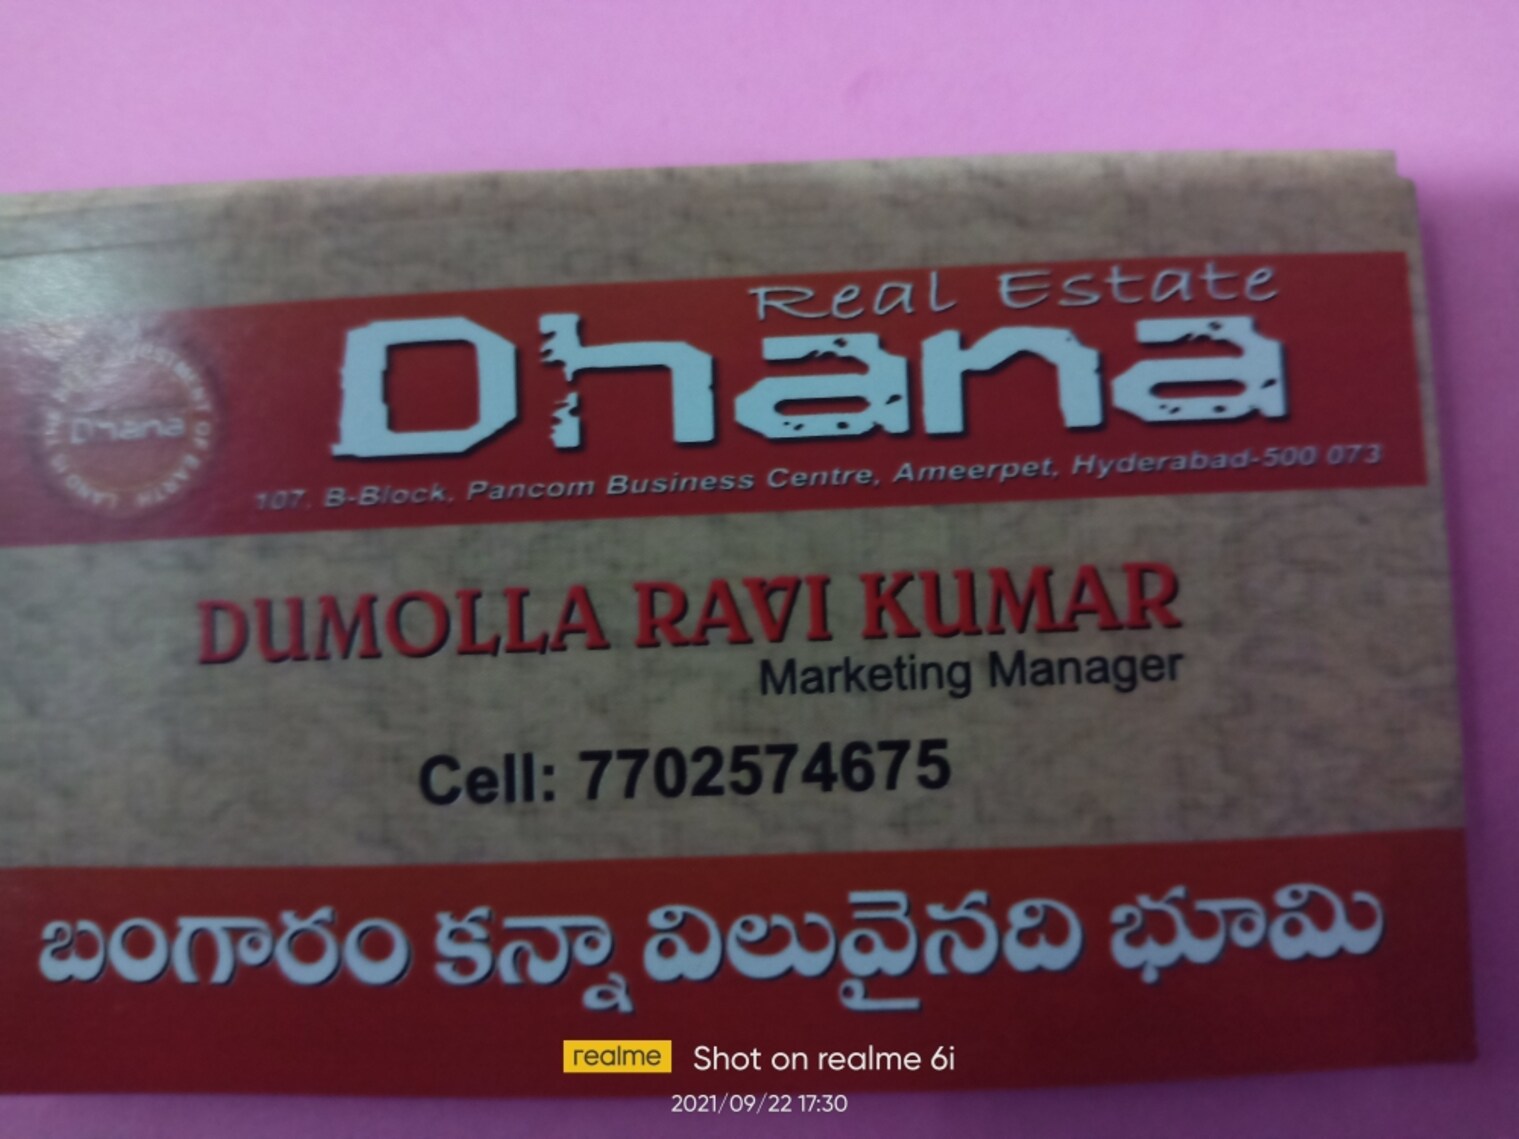 Real Estate
Dhana
Dhana
107, B-Block, Pancom Business Centre, Ameerpet, Hyderabad-500 073
DUMOLLA RAVI KUMAR
Marketing Manager
Cell: 7702574675
బంగారం కన్నా విలువైనది భూమి
realme Shot on realme 6i
2021/09/22 17:30